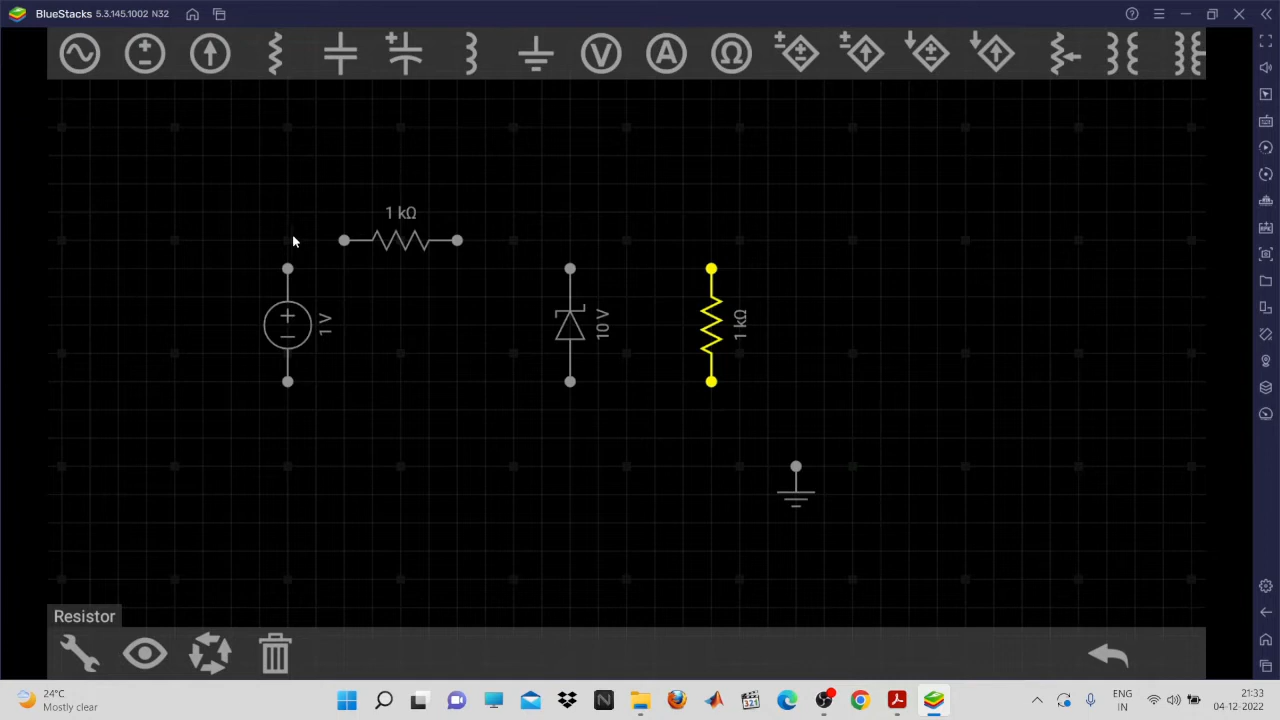 BlueStacks 5.3.145.1002 N32
V
A
Ω
1 kΩ
1 V
10 V
1 kΩ
Resistor
24°C
Mostly clear
N
321
ENG
IN
21:33
04-12-2022